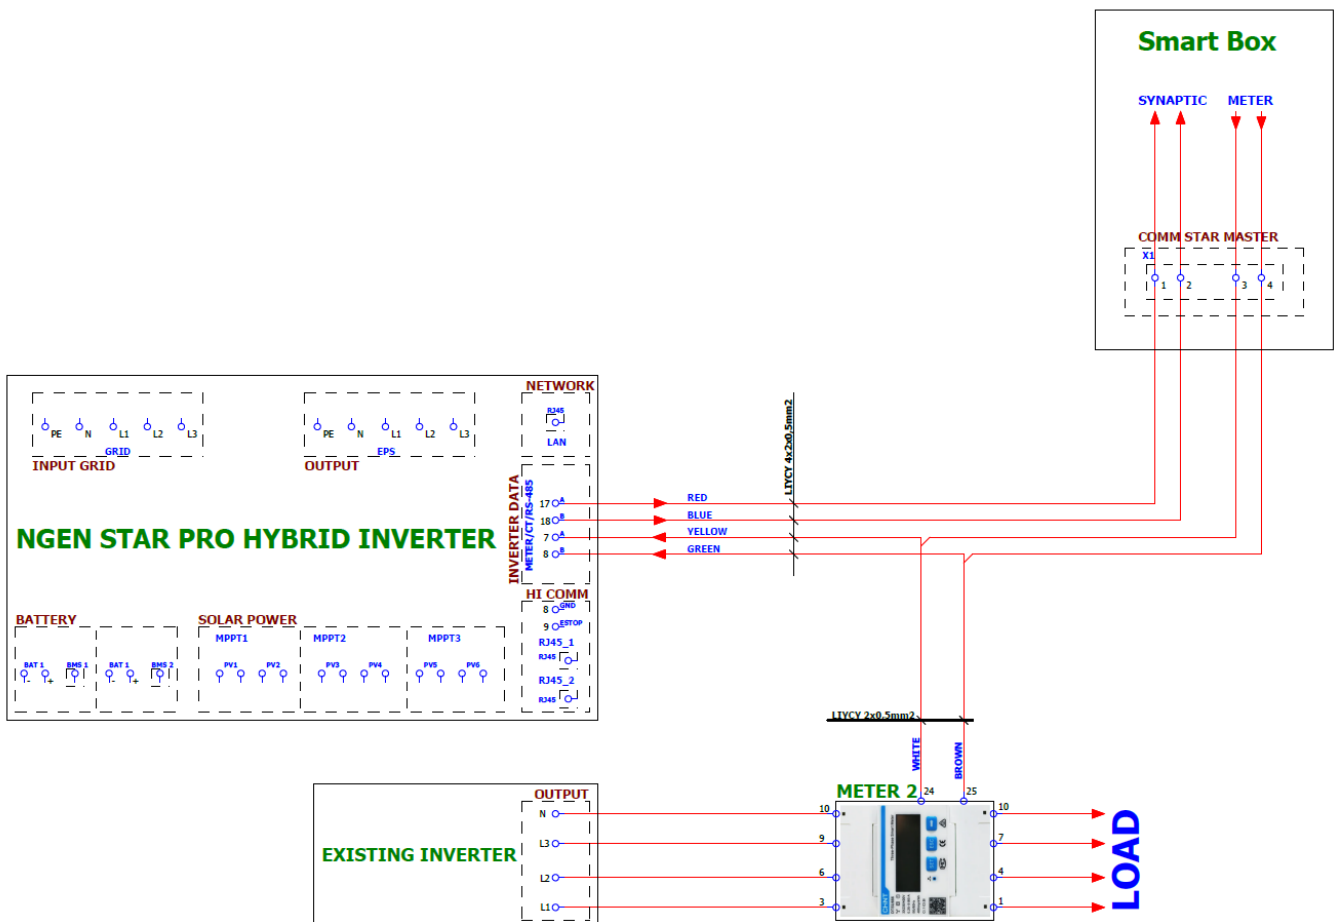 Smart Box
SYNAPTIC METER
COMM STAR MASTER
X1
1 2 3 4
NETWORK
RJ45
LAN
PE N L1 L2 L3
GRID
INPUT GRID
PE N L1 L2 L3
EPS
OUTPUT
INVERTER DATA
METER/CT/RS-485
17 A
18 B
7 A
8 B
RED
BLUE
YELLOW
GREEN
LIYCY 4x2x0,5mm2
NGEN STAR PRO HYBRID INVERTER
HI COMM
8 GND
9 ESTOP
RJ45_1
RJ45
RJ45_2
RJ45
BATTERY
BAT 1 BMS 1 BAT 1 BMS 2
- + - +
SOLAR POWER
MPPT1 MPPT2 MPPT3
PV1 PV2 PV3 PV4 PV5 PV6
LIYCY 2x0,5mm2
WHITE
BROWN
METER 2
24 25
OUTPUT
N
L3
L2
L1
EXISTING INVERTER
10
9
6
3
10
7
4
1
CHNT
LOAD